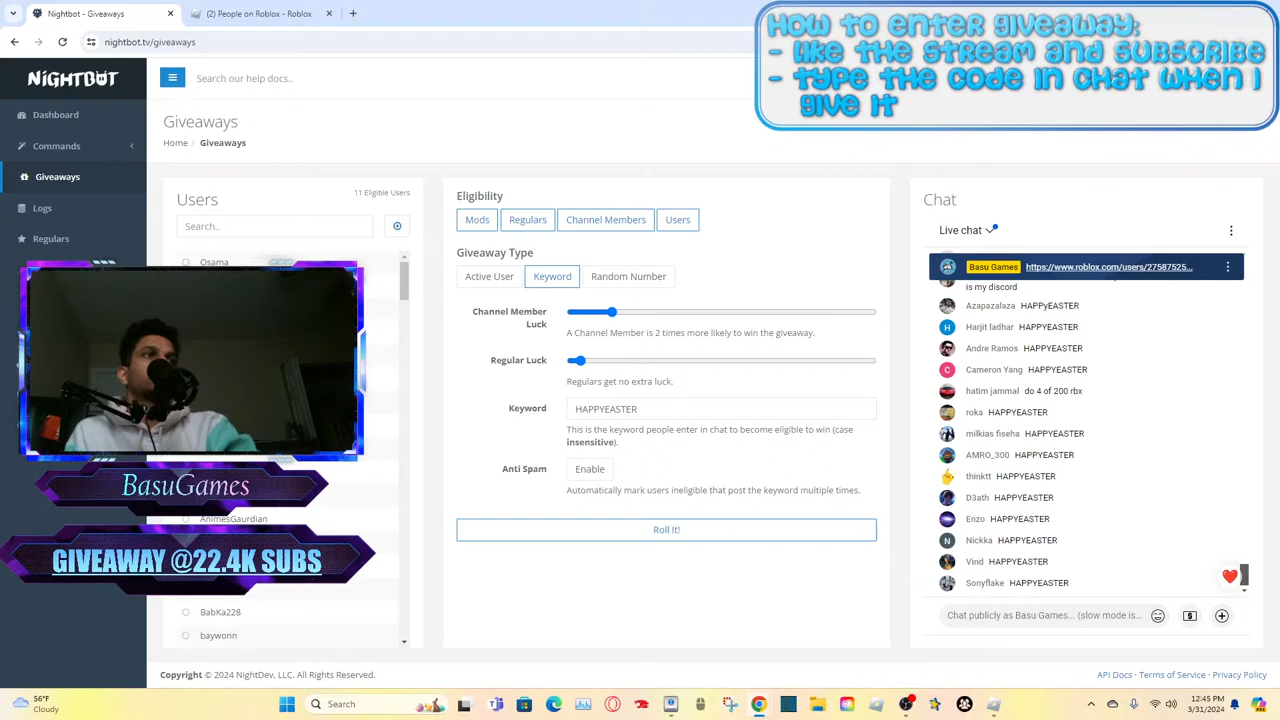 Nightbot - Giveaways
(2) People on Roblox - Roblox
nightbot.tv/giveaways
HOW TO ENTER GIVEAWAY:
- LIKE THE STREAM AND SUBSCRIBE
- TYPE THE CODE IN CHAT WHEN I
GIVE IT
NIGHTBOT
Search our help docs..
Dashboard
Commands
Giveaways
Logs
Regulars
Giveaways
Home / Giveaways
Users
11 Eligible Users
Search..
Osama
AnimesGaurdian
BabKa228
baywonn
BasuGames
GIVEAWAY @22.4K SUBS
Eligibility
Mods
Regulars
Channel Members
Users
Giveaway Type
Active User
Keyword
Random Number
Channel Member
Luck
A Channel Member is 2 times more likely to win the giveaway.
Regular Luck
Regulars get no extra luck.
Keyword
HAPPYEASTER
This is the keyword people enter in chat to become eligible to win (case
insensitive).
Anti Spam
Enable
Automatically mark users ineligible that post the keyword multiple times.
Roll It!
Chat
Live chat
Basu Games https://www.roblox.com/users/27587525...
is my discord
Azapazalaza HAPPyEASTER
H Harjit ladhar HAPPYEASTER
Andre Ramos HAPPYEASTER
C Cameron Yang HAPPYEASTER
hatim jammal do 4 of 200 rbx
roka HAPPYEASTER
milkias fiseha HAPPYEASTER
AMRO_300 HAPPYEASTER
thinktt HAPPYEASTER
D3ath HAPPYEASTER
Enzo HAPPYEASTER
N Nickka HAPPYEASTER
Vind HAPPYEASTER
Sonyflake HAPPYEASTER
Chat publicly as Basu Games... (slow mode is...
Copyright © 2024 NightDev, LLC. All Rights Reserved.
API Docs · Terms of Service · Privacy Policy
56°F
Cloudy
Search
12:45 PM
3/31/2024